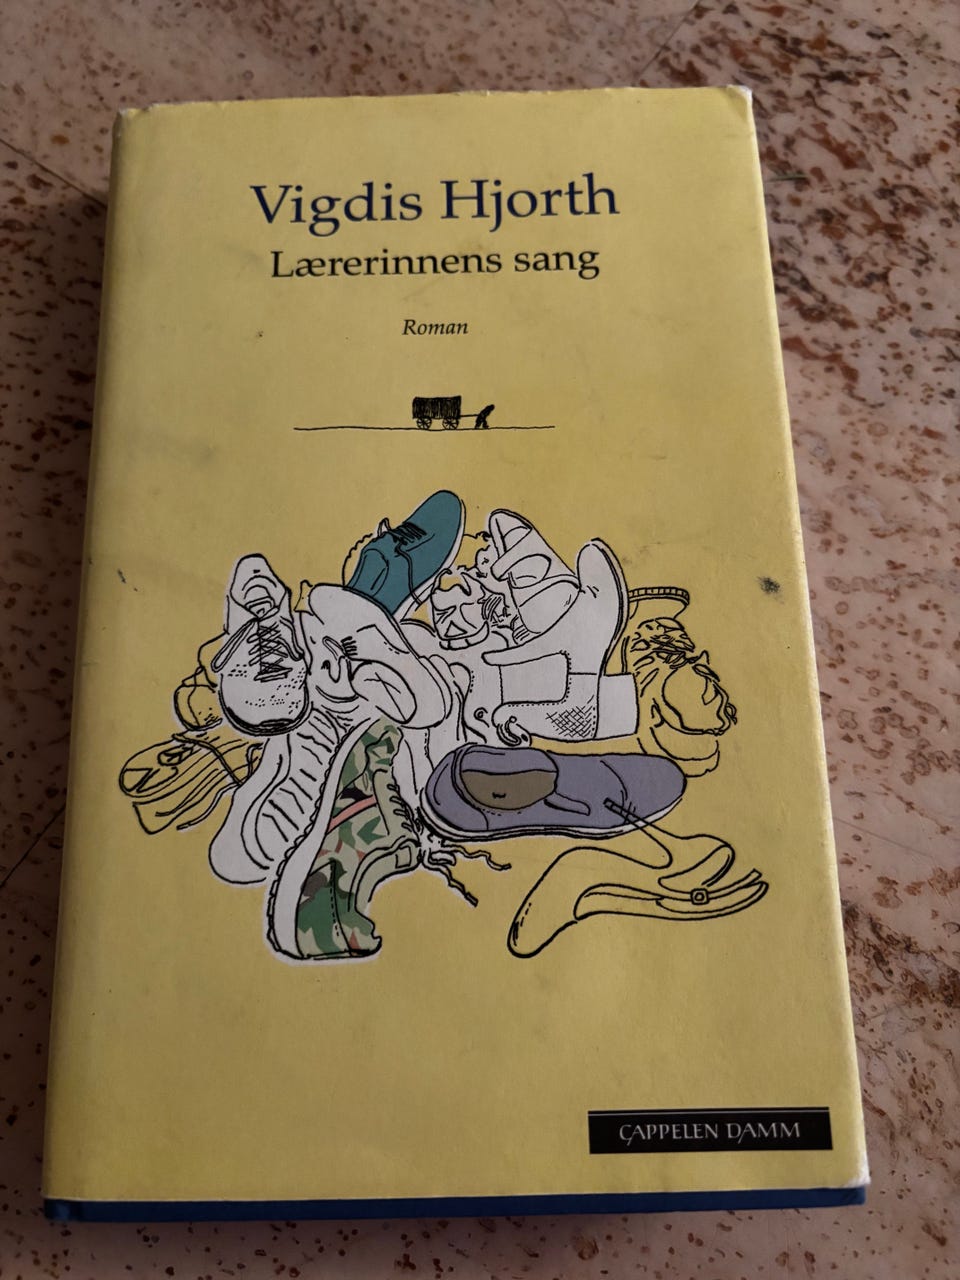 Vigdis Hjorth
Lærerinnens sang
Roman
CAPPELEN DAMM